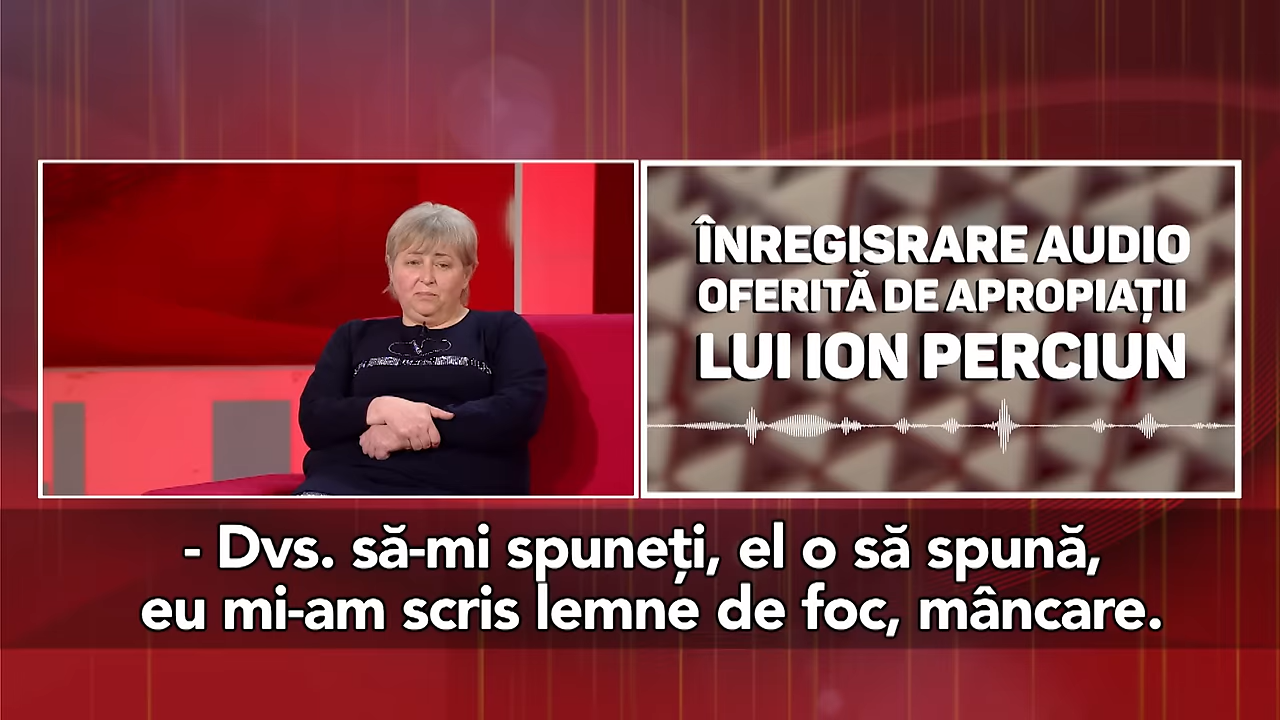 ÎNREGISRARE AUDIO
OFERITĂ DE APROPIAȚII
LUI ION PERCIUN
- Dvs. să-mi spuneți, el o să spună,
eu mi-am scris lemne de foc, mâncare.